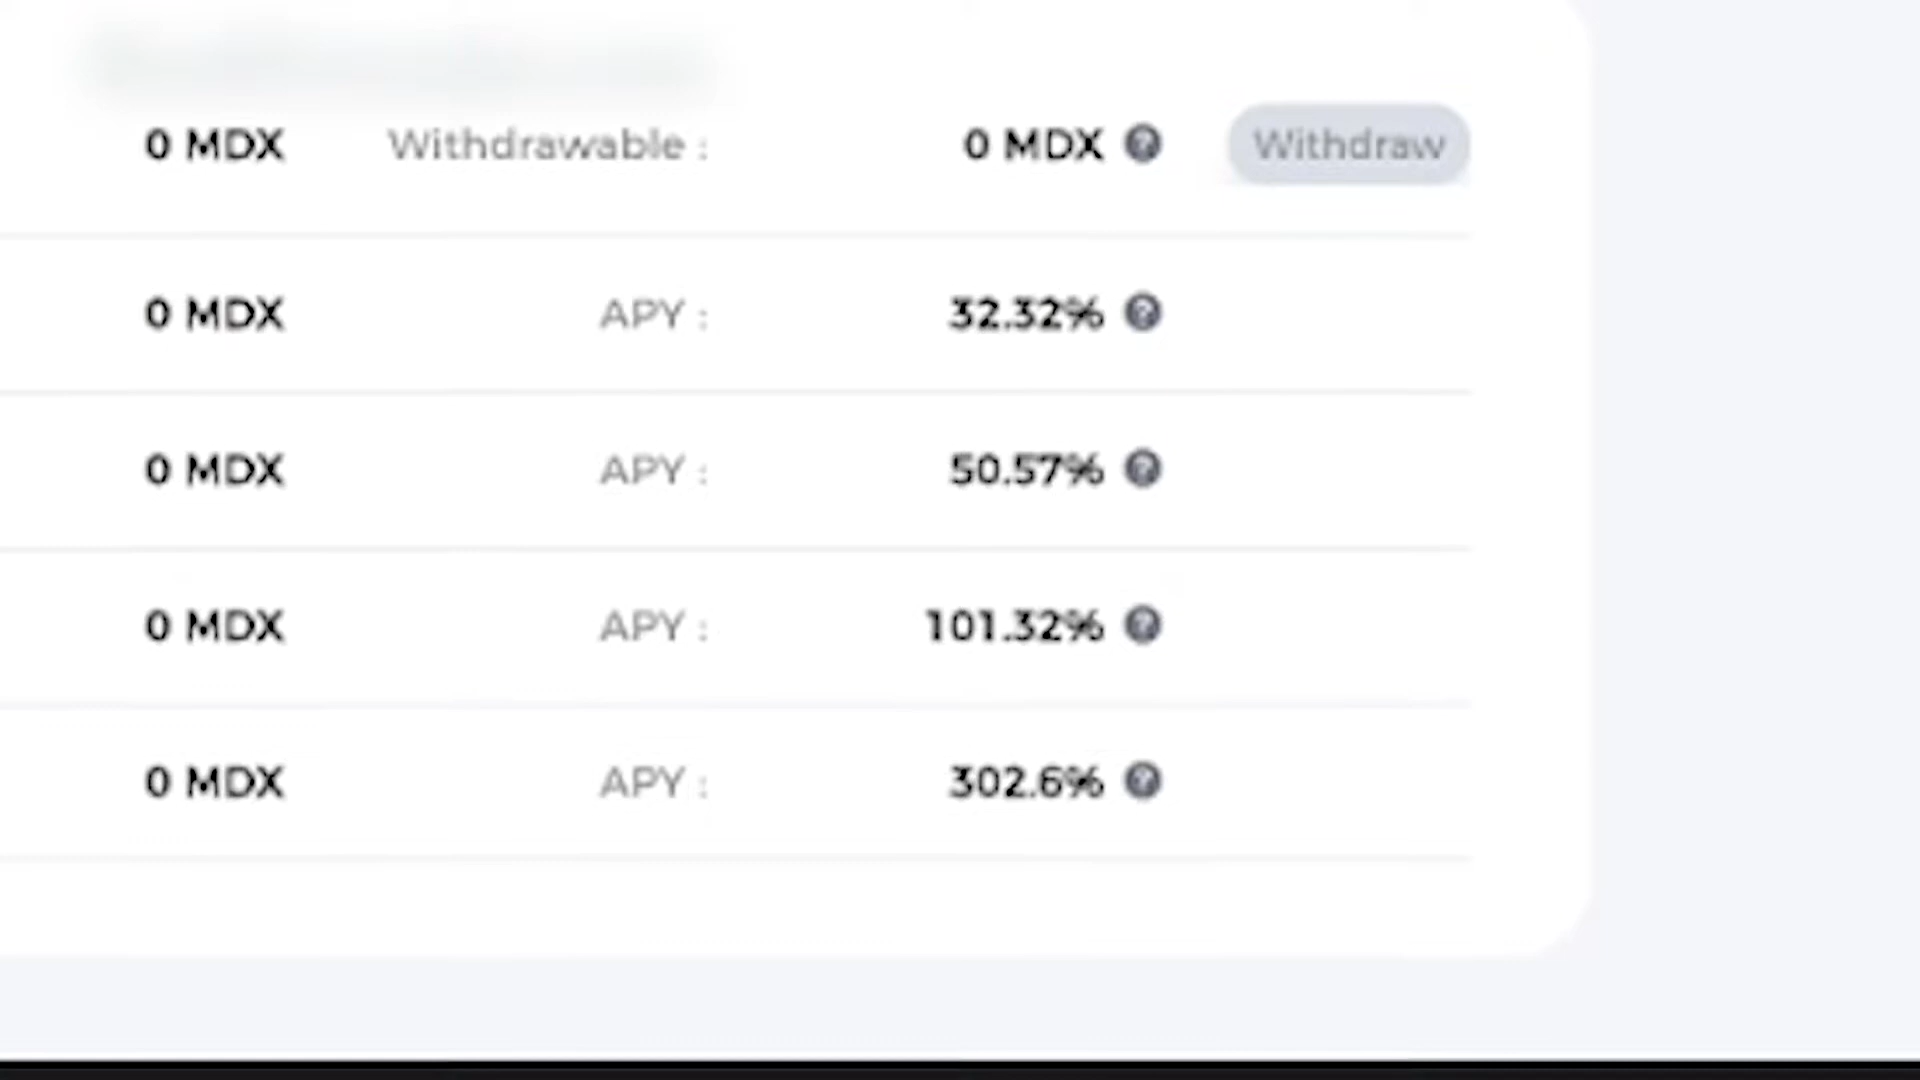 0 MDX Withdrawable : 0 MDX Withdraw
0 MDX APY : 32.32%
0 MDX APY : 50.57%
0 MDX APY : 101.32%
0 MDX APY : 302.6%